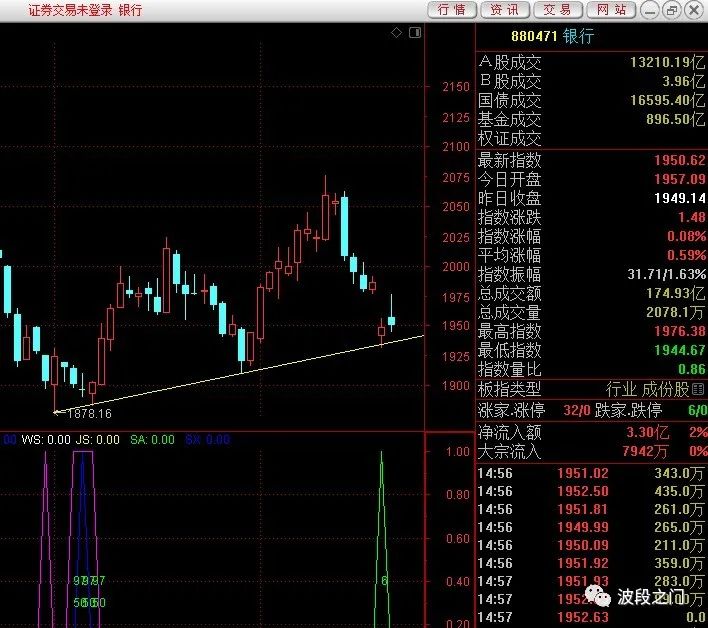 证券交易未登录 银行
行情 资讯 交易 网站
880471 银行
A股成交 13210.19亿
B股成交 3.96亿
国债成交 16595.40亿
基金成交 896.50亿
权证成交
最新指数 1950.62
今日开盘 1957.09
昨日收盘 1949.14
指数涨跌 1.48
指数涨幅 0.08%
平均涨幅 0.59%
指数振幅 31.71/1.63%
总成交额 174.93亿
总成交量 2078.1万
最高指数 1976.38
最低指数 1944.67
指数量比 0.86
板指类型 行业 成份股
涨家.涨停 32/0 跌家.跌停 6/0
净流入额 3.30亿 2%
大宗流入 7942万 0%
14:56 1951.02 343.0万
14:56 1952.50 435.0万
14:56 1951.81 261.0万
14:56 1949.99 265.0万
14:56 1950.09 211.0万
14:56 1951.92 359.0万
14:57 1951.93 283.0万
14:57
14:57 1952.63 0.0
波段之门
2150
2125
2100
2075
2050
2025
2000
1975
1950
1925
1900
1878.16
00 WS: 0.00 JS: 0.00 SA: 0.00 SX: 0.00
1.00
0.80
0.60
0.40
0.20
6